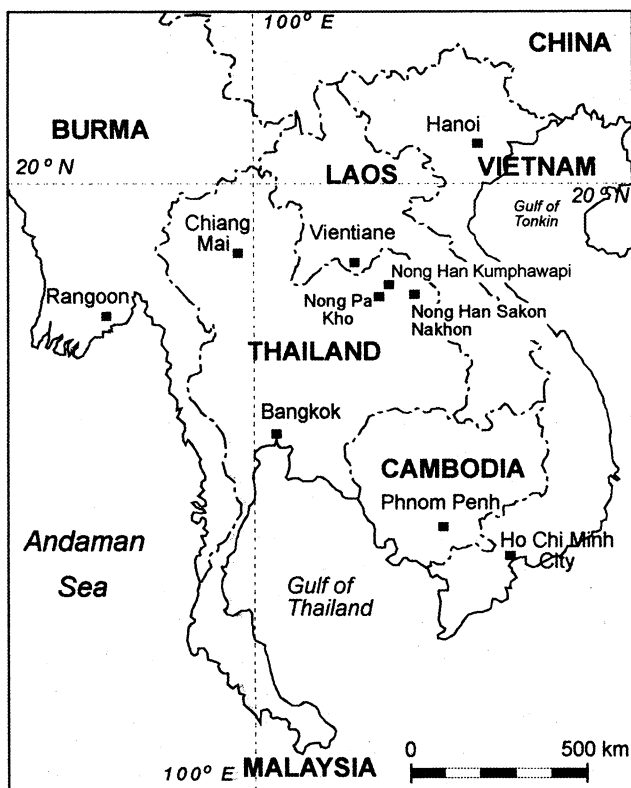 100° E
CHINA
BURMA
Hanoi
20° N
LAOS
VIETNAM
20° N
Gulf of
Tonkin
Chiang
Mai
Vientiane
Nong Han Kumphawapi
Rangoon
Nong Pa
Kho
Nong Han Sakon
Nakhon
THAILAND
Bangkok
CAMBODIA
Phnom Penh
Andaman
Sea
Ho Chi Minh
City
Gulf of
Thailand
0
500 km
100° E
MALAYSIA